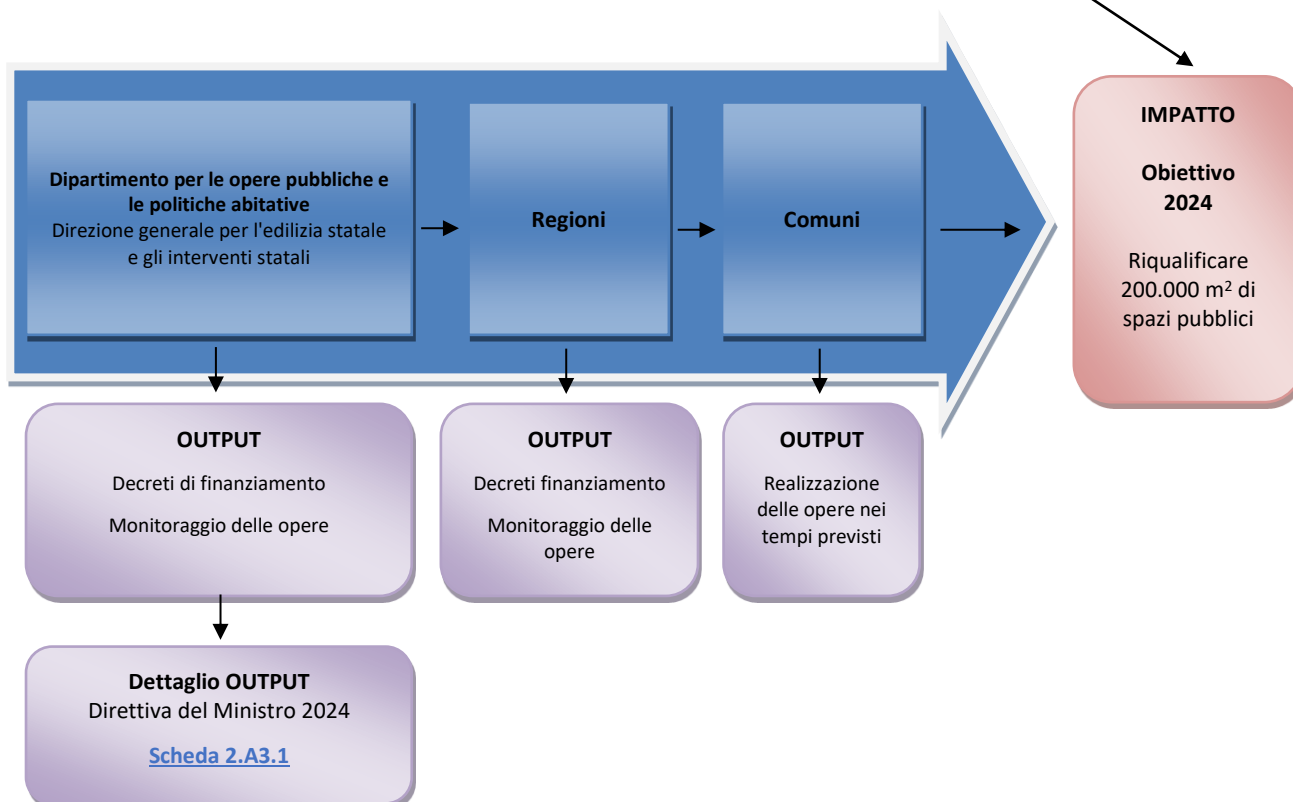 Dipartimento per le opere pubbliche e
le politiche abitative
Direzione generale per l'edilizia statale
e gli interventi statali
Regioni
Comuni
IMPATTO
Obiettivo
2024
Riqualificare
200.000 m² di
spazi pubblici
OUTPUT
Decreti di finanziamento
Monitoraggio delle opere
OUTPUT
Decreti finanziamento
Monitoraggio delle
opere
OUTPUT
Realizzazione
delle opere nei
tempi previsti
Dettaglio OUTPUT
Direttiva del Ministro 2024
Scheda 2.A3.1